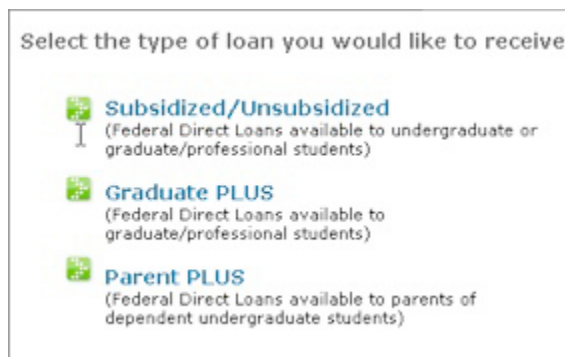 Select the type of loan you would like to receive
Subsidized/Unsubsidized
(Federal Direct Loans available to undergraduate or
graduate/professional students)
Graduate PLUS
(Federal Direct Loans available to
graduate/professional students)
Parent PLUS
(Federal Direct Loans available to parents of
dependent undergraduate students)